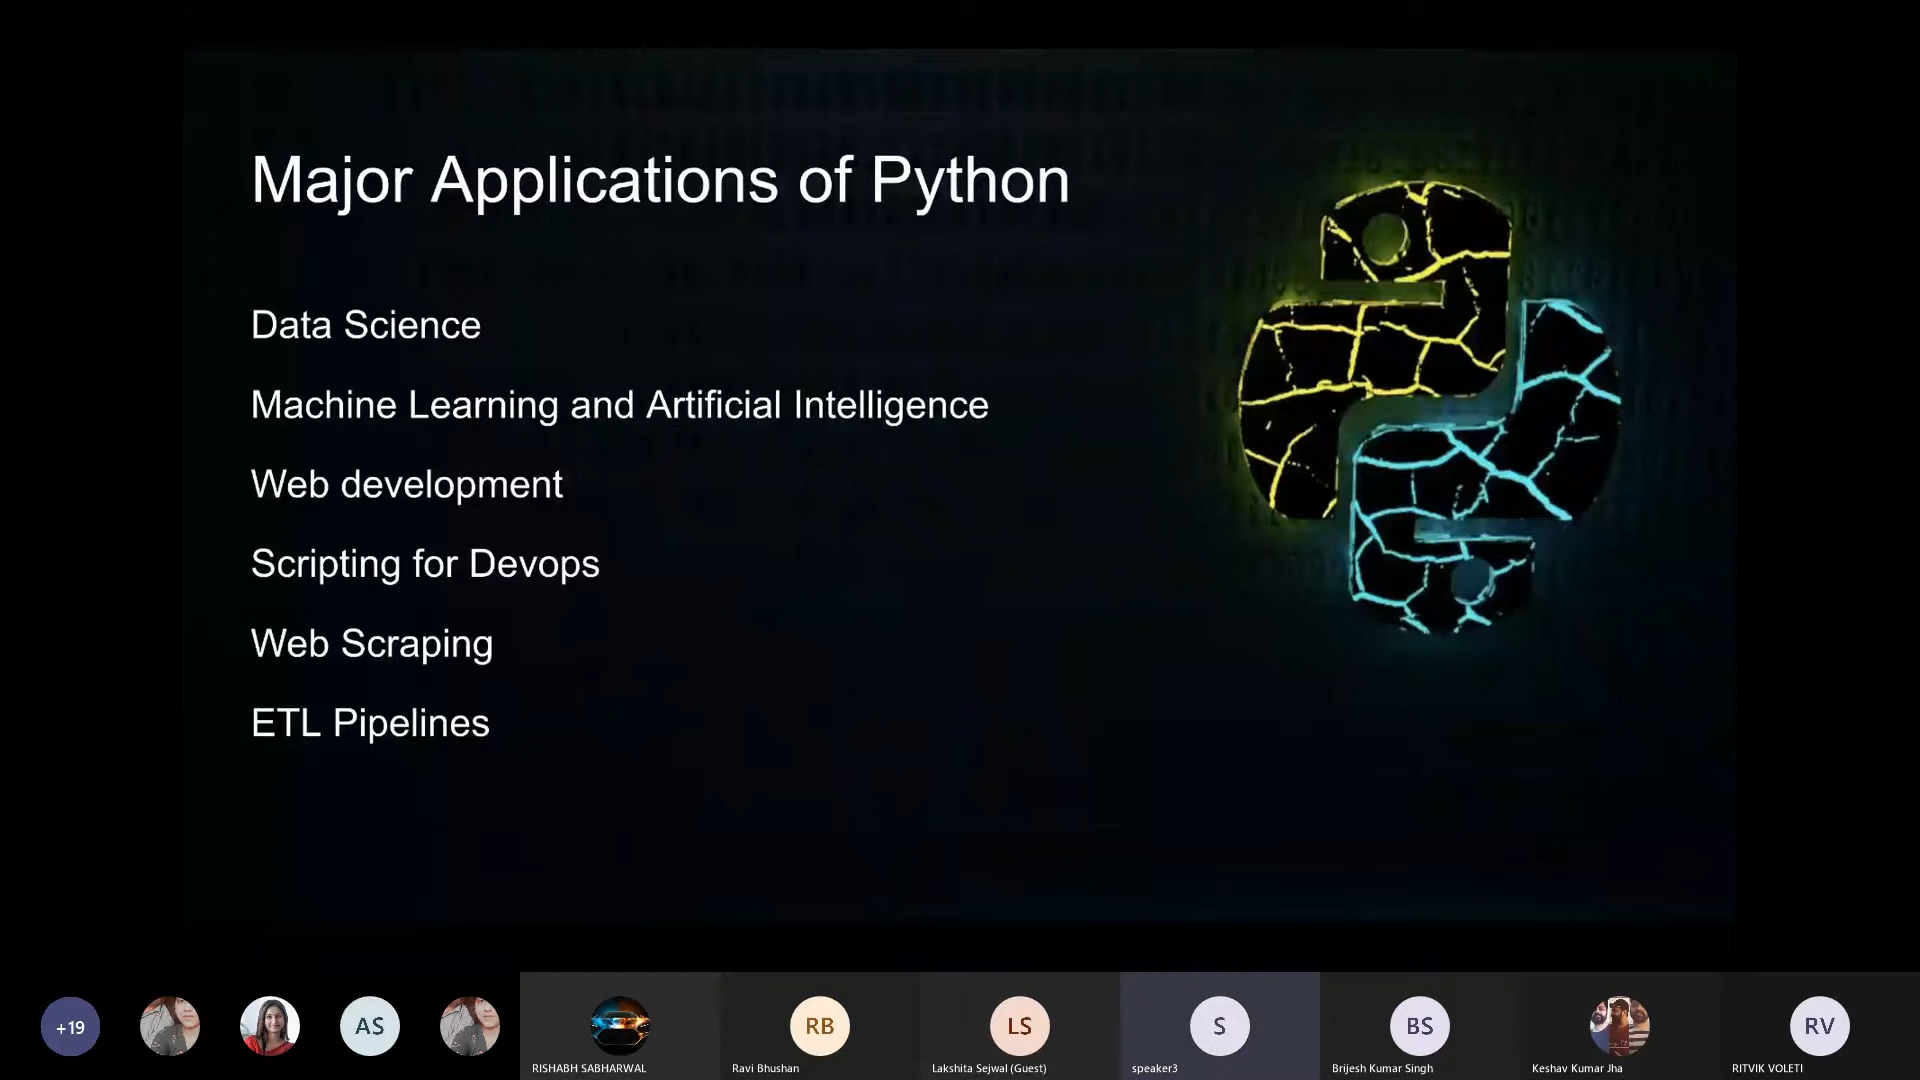 Major Applications of Python
Data Science
Machine Learning and Artificial Intelligence
Web development
Scripting for Devops
Web Scraping
ETL Pipelines
+19
AS
RB
LS
S
BS
RV
RISHABH SABHARWAL
Ravi Bhushan
Lakshita Sejwal (Guest)
speaker3
Brijesh Kumar Singh
Keshav Kumar Jha
RITVIK VOLETI